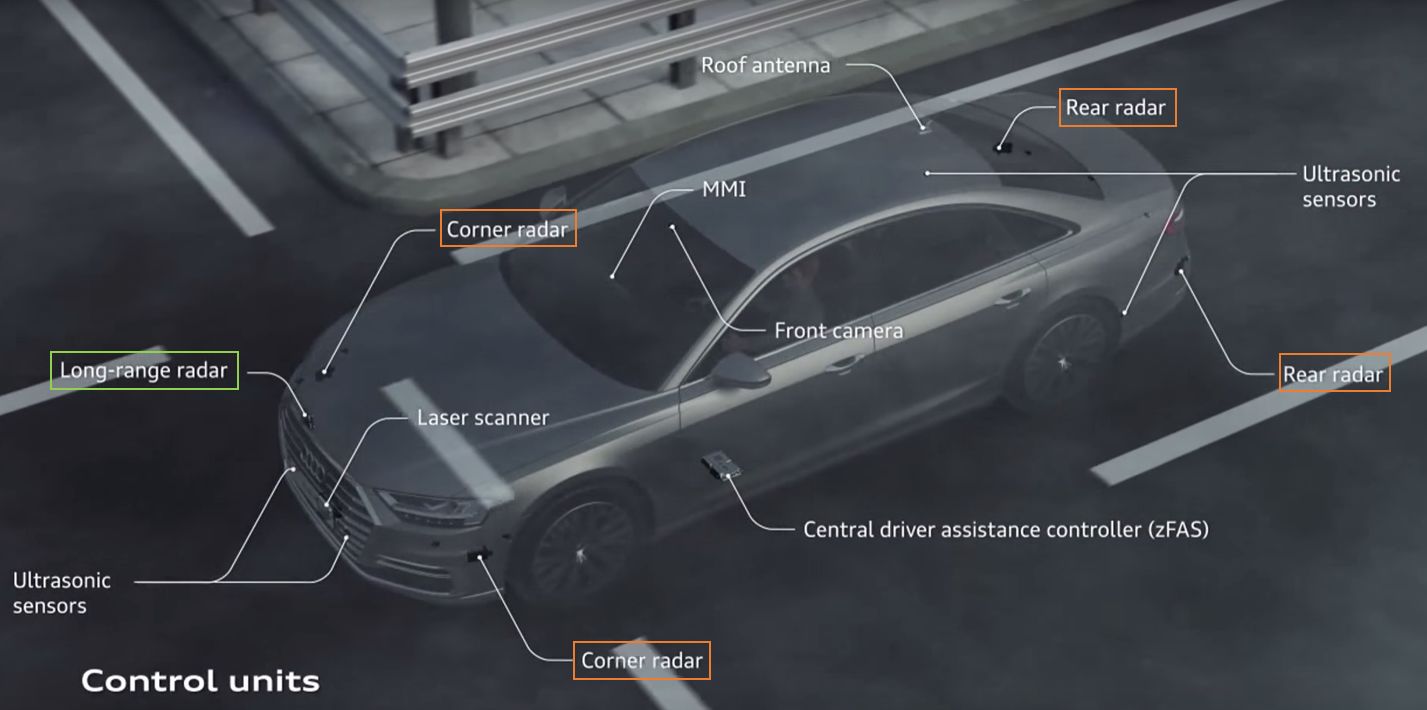 Roof antenna
Rear radar
Ultrasonic
sensors
MMI
Corner radar
Front camera
Long-range radar
Rear radar
Laser scanner
Central driver assistance controller (zFAS)
Ultrasonic
sensors
Corner radar
Control units